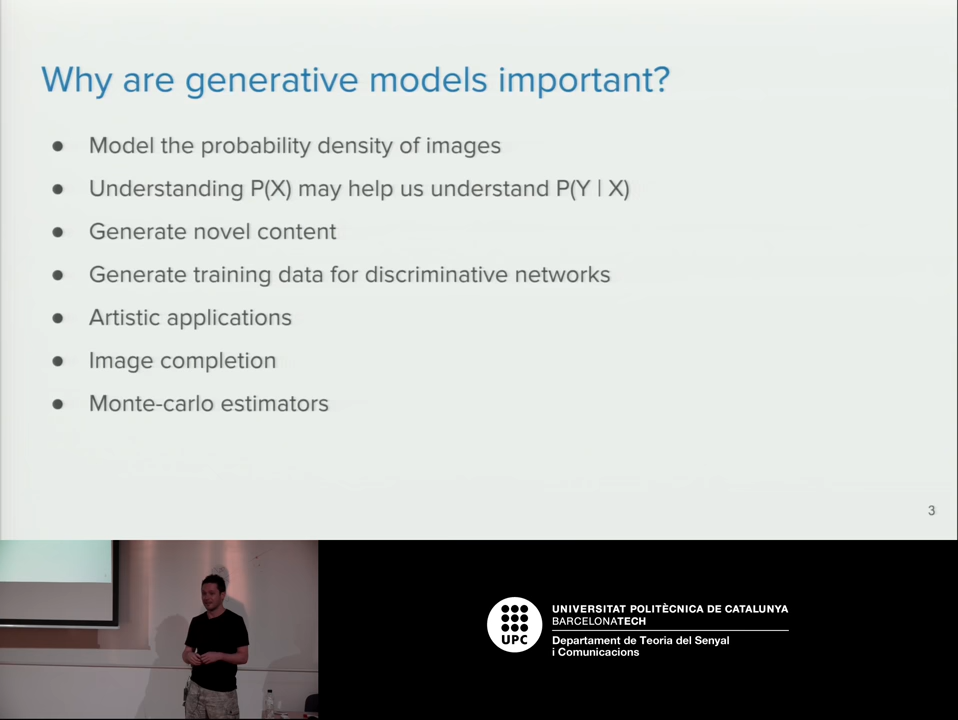 Why are generative models important?
● Model the probability density of images
● Understanding P(X) may help us understand P(Y | X)
● Generate novel content
● Generate training data for discriminative networks
● Artistic applications
● Image completion
● Monte-carlo estimators
3
UPC
UNIVERSITAT POLITÈCNICA DE CATALUNYA
BARCELONATECH
Departament de Teoria del Senyal
i Comunicacions